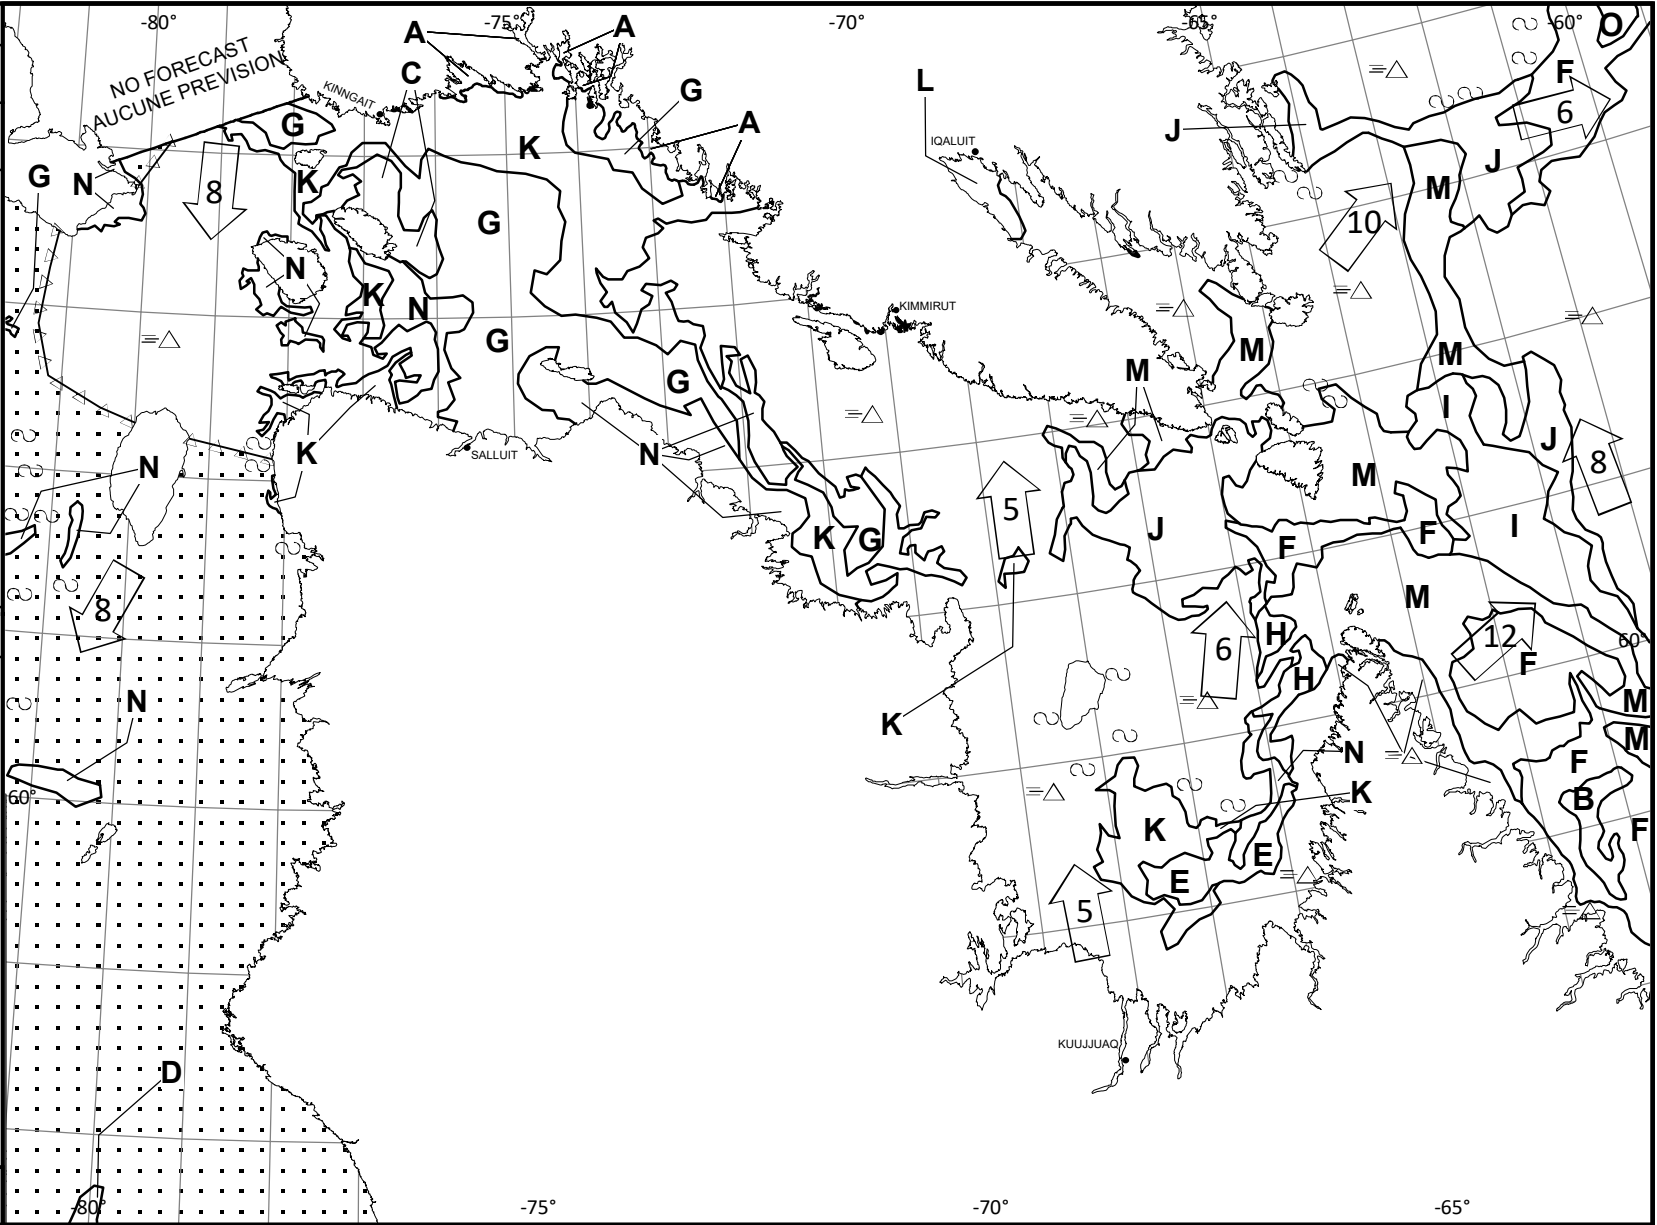 -80°
-75°
-70°
-65°
-60°
O
A
A
NO FORECAST
AUCUNE PREVISION
C
F
L
G
KINNGAIT
6
G
A
J
K
IQALUIT
J
G
N
8
K
M
G
10
N
K
N
KIMMIRUT
G
M
M
G
M
I
J
K
SALLUIT
N
N
M
8
5
K
G
J
F
F
I
8
M
H
12
F
60°
6
H
N
K
M
M
N
F
60°
K
B
K
F
E
E
5
KUUJJUAQ
D
-80°
-75°
-70°
-65°